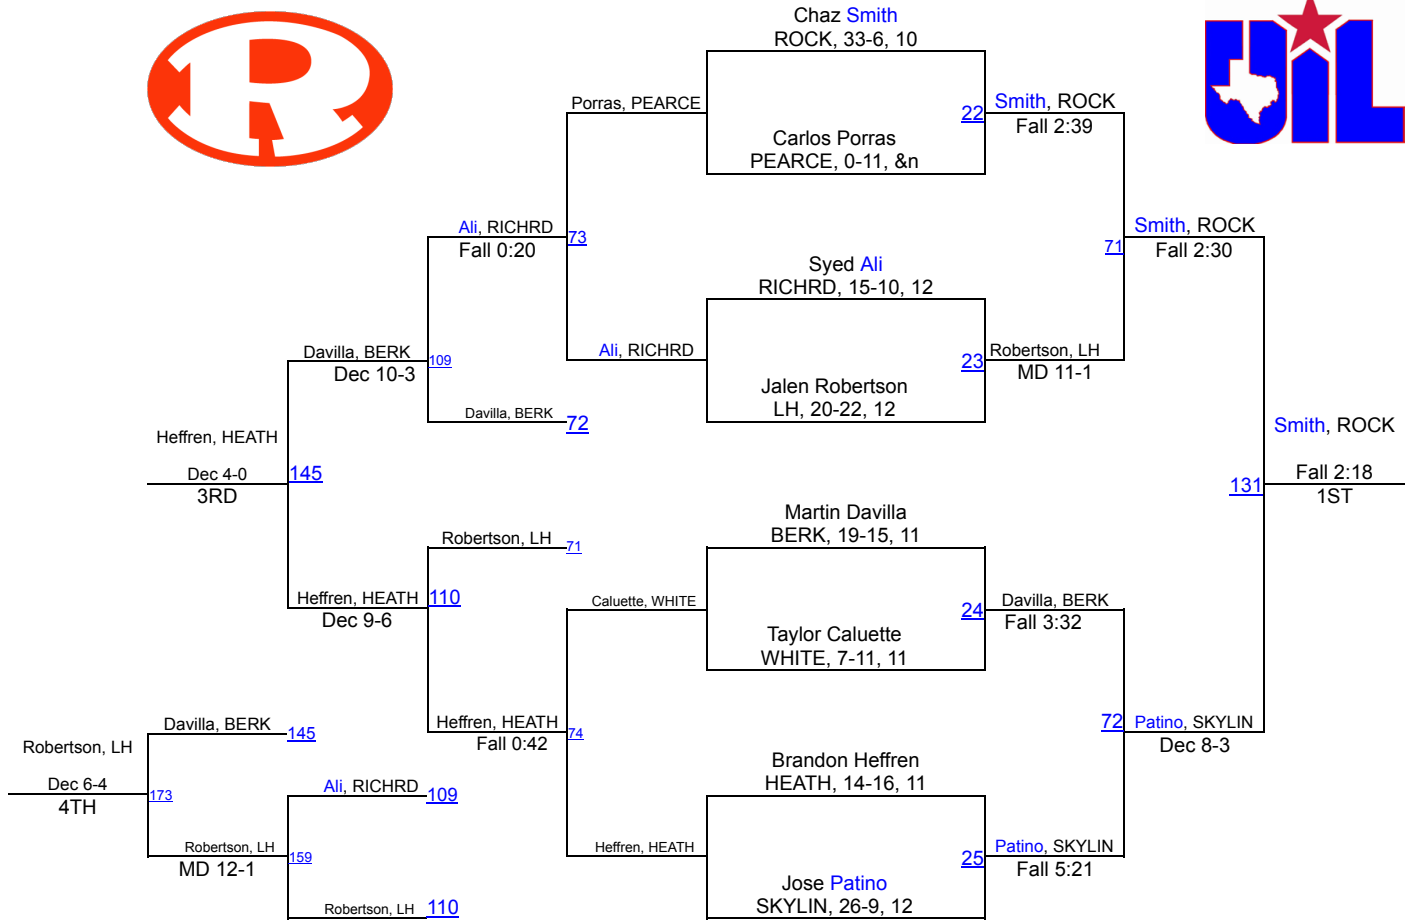 R
UIL
Chaz Smith
ROCK, 33-6, 10
Porras, PEARCE
22
Smith, ROCK
Fall 2:39
Carlos Porras
PEARCE, 0-11, &n
Ali, RICHRD
Fall 0:20
73
71
Smith, ROCK
Fall 2:30
Syed Ali
RICHRD, 15-10, 12
Davilla, BERK
Dec 10-3
109
Ali, RICHRD
23
Robertson, LH
MD 11-1
Jalen Robertson
LH, 20-22, 12
Davilla, BERK
72
Heffren, HEATH
Dec 4-0
3RD
145
Smith, ROCK
131
Fall 2:18
1ST
Martin Davilla
BERK, 19-15, 11
Robertson, LH
71
Heffren, HEATH
Dec 9-6
110
Caluette, WHITE
24
Davilla, BERK
Fall 3:32
Taylor Caluette
WHITE, 7-11, 11
Heffren, HEATH
Fall 0:42
74
72
Patino, SKYLIN
Dec 8-3
Davilla, BERK
145
Robertson, LH
Dec 6-4
4TH
173
Brandon Heffren
HEATH, 14-16, 11
Ali, RICHRD
109
Robertson, LH
MD 12-1
159
Heffren, HEATH
25
Patino, SKYLIN
Fall 5:21
Jose Patino
SKYLIN, 26-9, 12
Robertson, LH
110